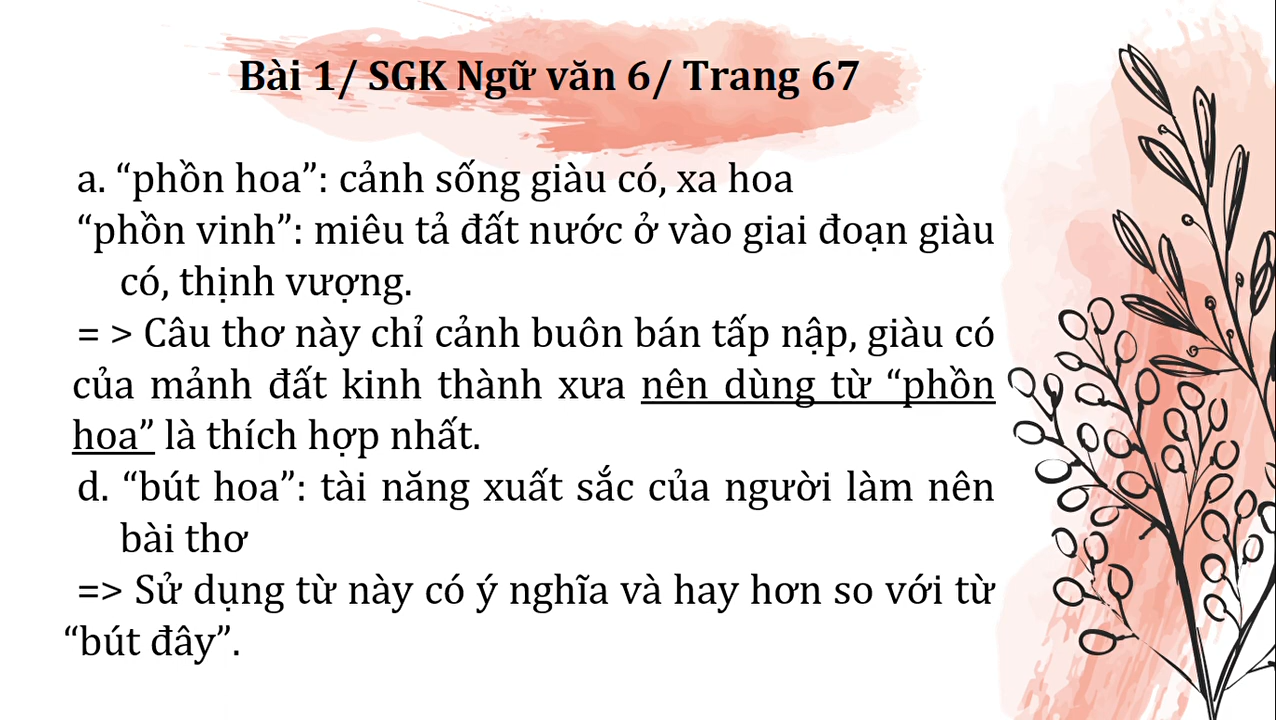 Bài 1/ SGK Ngữ văn 6/ Trang 67
a. “phồn hoa”: cảnh sống giàu có, xa hoa
“phồn vinh”: miêu tả đất nước ở vào giai đoạn giàu
có, thịnh vượng.
= > Câu thơ này chỉ cảnh buôn bán tấp nập, giàu có
của mảnh đất kinh thành xưa nên dùng từ “phồn
hoa” là thích hợp nhất.
d. “bút hoa”: tài năng xuất sắc của người làm nên
bài thơ
=> Sử dụng từ này có ý nghĩa và hay hơn so với từ
“bút đây”.